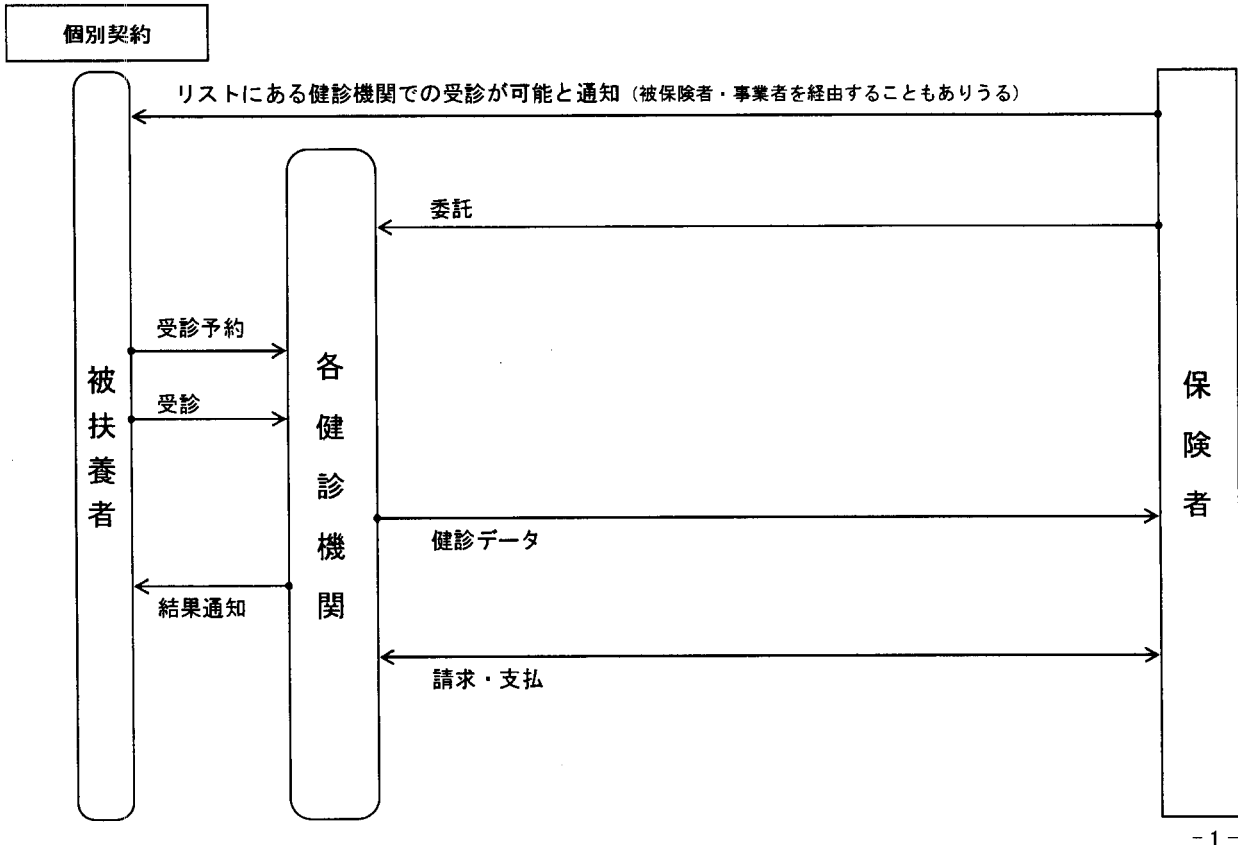 個別契約
リストにある健診機関での受診が可能と通知（被保険者・事業者を経由することもありうる）
委託
受診予約
受診
被扶養者
各健診機関
保険者
健診データ
結果通知
請求・支払
- 1 -